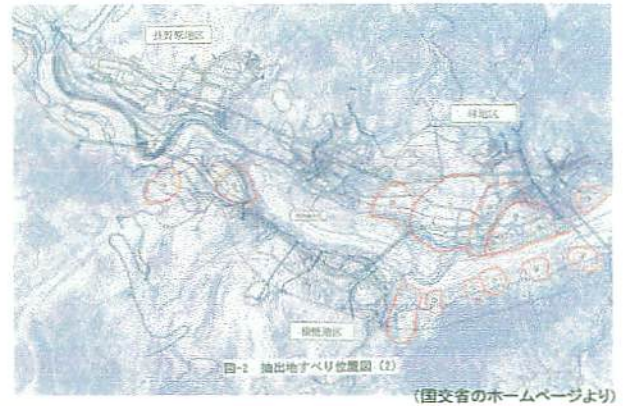 長野原地区
林地区
横壁地区
図-2 抽出地すべり位置図(2)
(国交省のホームページより)